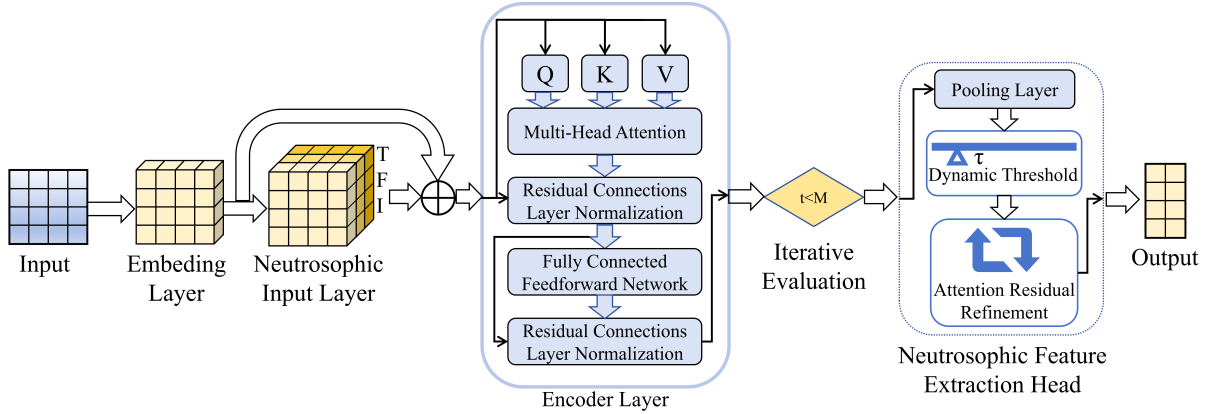 Input
Embeding
Layer
T
F
I
Neutrosophic
Input Layer
Q
K
V
Multi-Head Attention
Residual Connections
Layer Normalization
Fully Connected
Feedforward Network
Residual Connections
Layer Normalization
Encoder Layer
t<M
Iterative
Evaluation
Pooling Layer
τ
Dynamic Threshold
Attention Residual
Refinement
Neutrosophic Feature
Extraction Head
Output